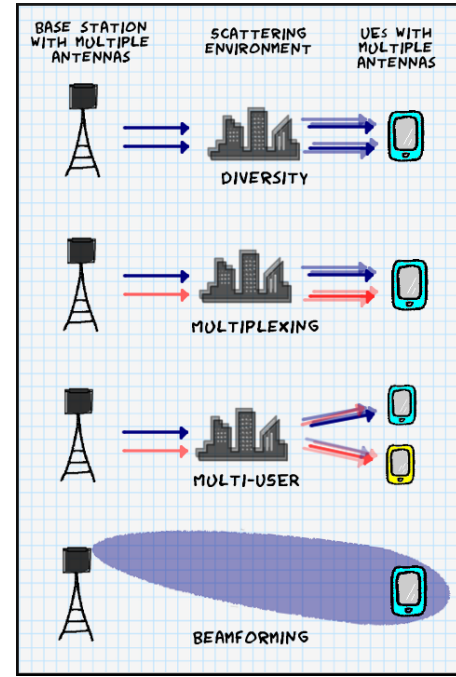 BASE STATION
WITH MULTIPLE
ANTENNAS
SCATTERING
ENVIRONMENT
UES WITH
MULTIPLE
ANTENNAS
DIVERSITY
MULTIPLEXING
MULTI-USER
BEAMFORMING